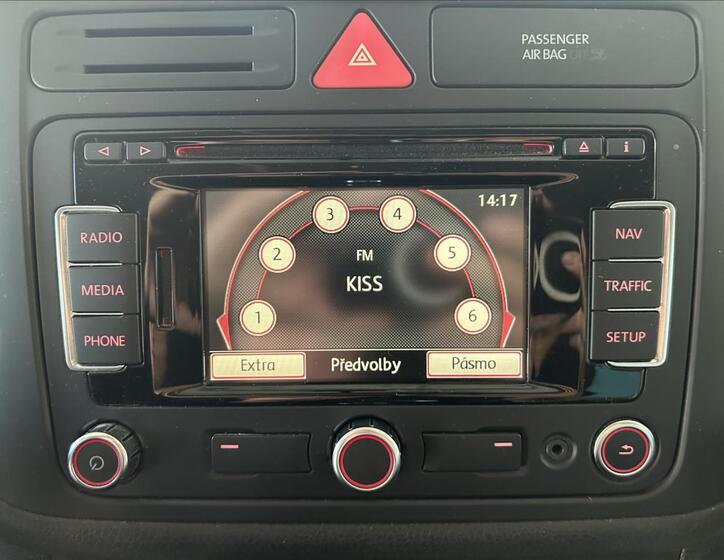 PASSENGER
AIR BAG OFF
RADIO
MEDIA
PHONE
14:17
3
4
2
5
1
6
FM
KISS
Extra
Předvolby
Pásmo
NAV
TRAFFIC
SETUP
i